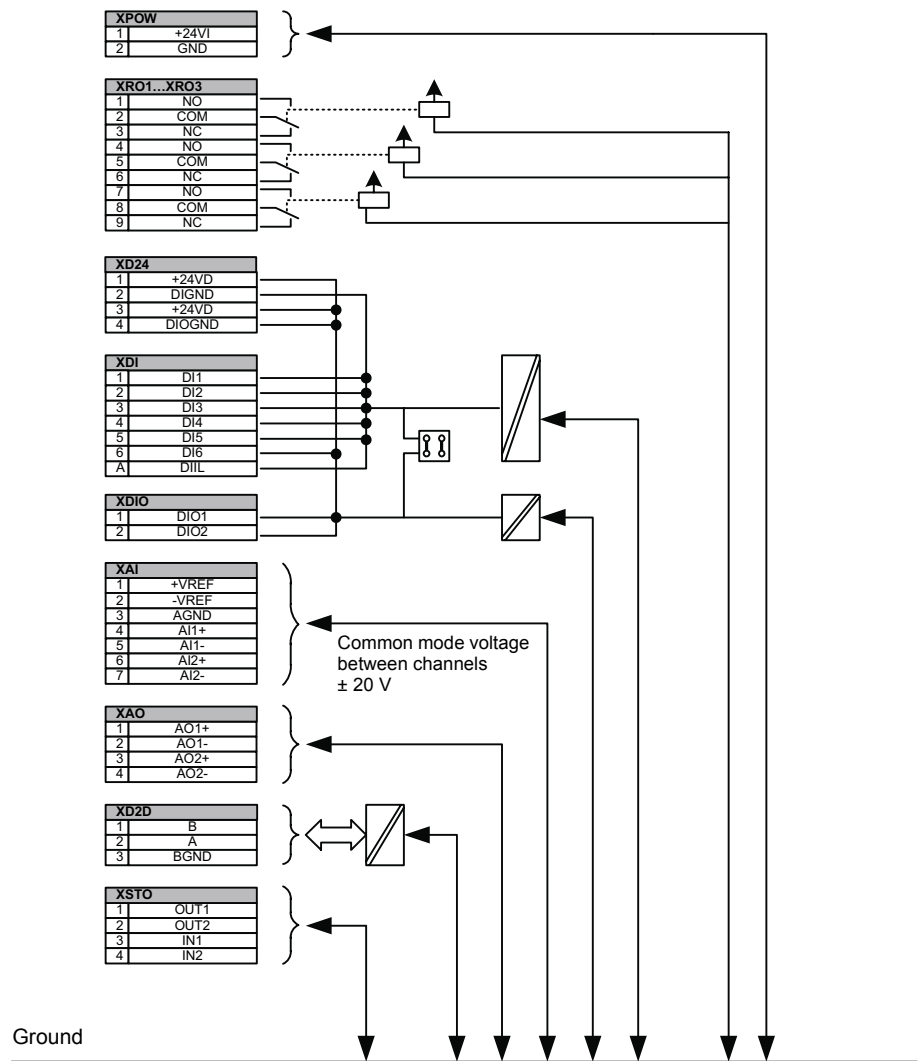 XPOW
1 +24VI
2 GND
XRO1…XRO3
1 NO
2 COM
3 NC
4 NO
5 COM
6 NC
7 NO
8 COM
9 NC
XD24
1 +24VD
2 DIGND
3 +24VD
4 DIOGND
XDI
1 DI1
2 DI2
3 DI3
4 DI4
5 DI5
6 DI6
A DIIL
XDIO
1 DIO1
2 DIO2
XAI
1 +VREF
2 -VREF
3 AGND
4 AI1+
5 AI1-
6 AI2+
7 AI2-
Common mode voltage
between channels
± 20 V
XAO
1 AO1+
2 AO1-
3 AO2+
4 AO2-
XD2D
1 B
2 A
3 BGND
XSTO
1 OUT1
2 OUT2
3 IN1
4 IN2
Ground